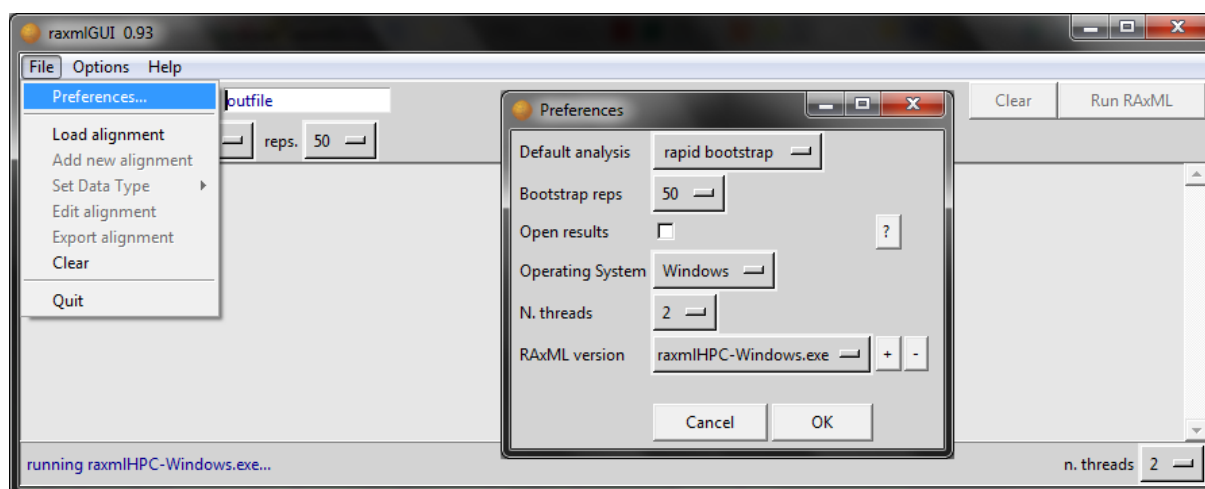 raxmlGUI 0.93
File Options Help
Preferences...
Load alignment
Add new alignment
Set Data Type
Edit alignment
Export alignment
Clear
Quit
outfile
reps. 50
Clear Run RAxML
Preferences
Default analysis rapid bootstrap
Bootstrap reps 50
Open results ?
Operating System Windows
N. threads 2
RAxML version raxmlHPC-Windows.exe + -
Cancel OK
running raxmlHPC-Windows.exe...
n. threads 2